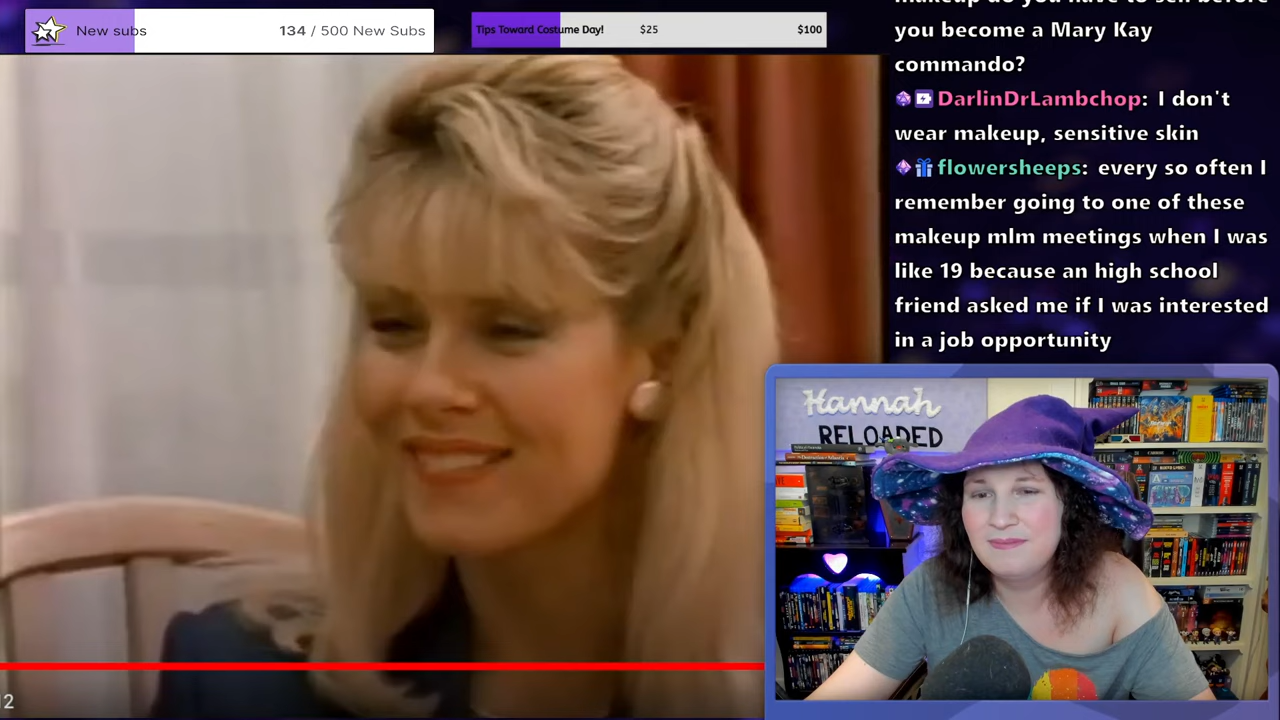 New subs
134 / 500 New Subs
Tips Toward Costume Day!
$25
$100
makeup do you have to sell before
you become a Mary Kay
commando?
DarlinDrLambchop: I don't
wear makeup, sensitive skin
flowersheeps: every so often I
remember going to one of these
makeup mlm meetings when I was
like 19 because an high school
friend asked me if I was interested
in a job opportunity
Hannah
RELOADED
12